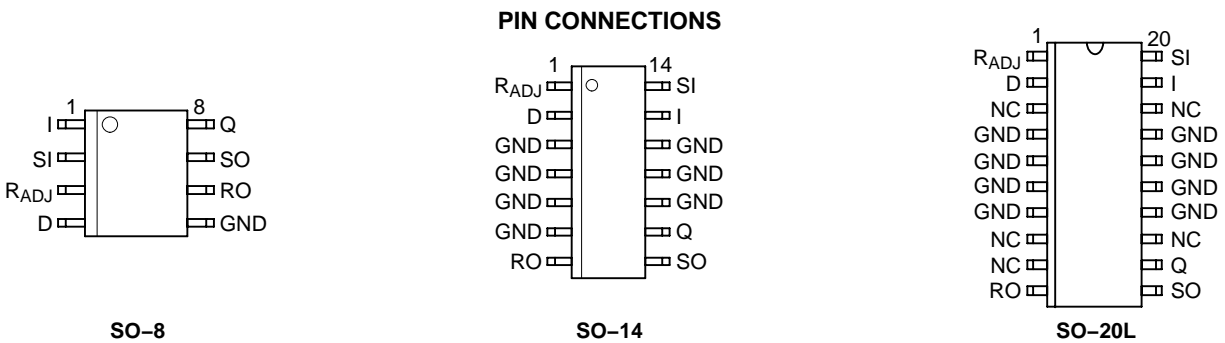 PIN CONNECTIONS
1 8
I Q
SI SO
RADJ RO
D GND
SO–8
1 14
RADJ SI
D I
GND GND
GND GND
GND GND
GND Q
RO SO
SO–14
1 20
RADJ SI
D I
NC NC
GND GND
GND GND
GND GND
GND GND
NC NC
NC Q
RO SO
SO–20L